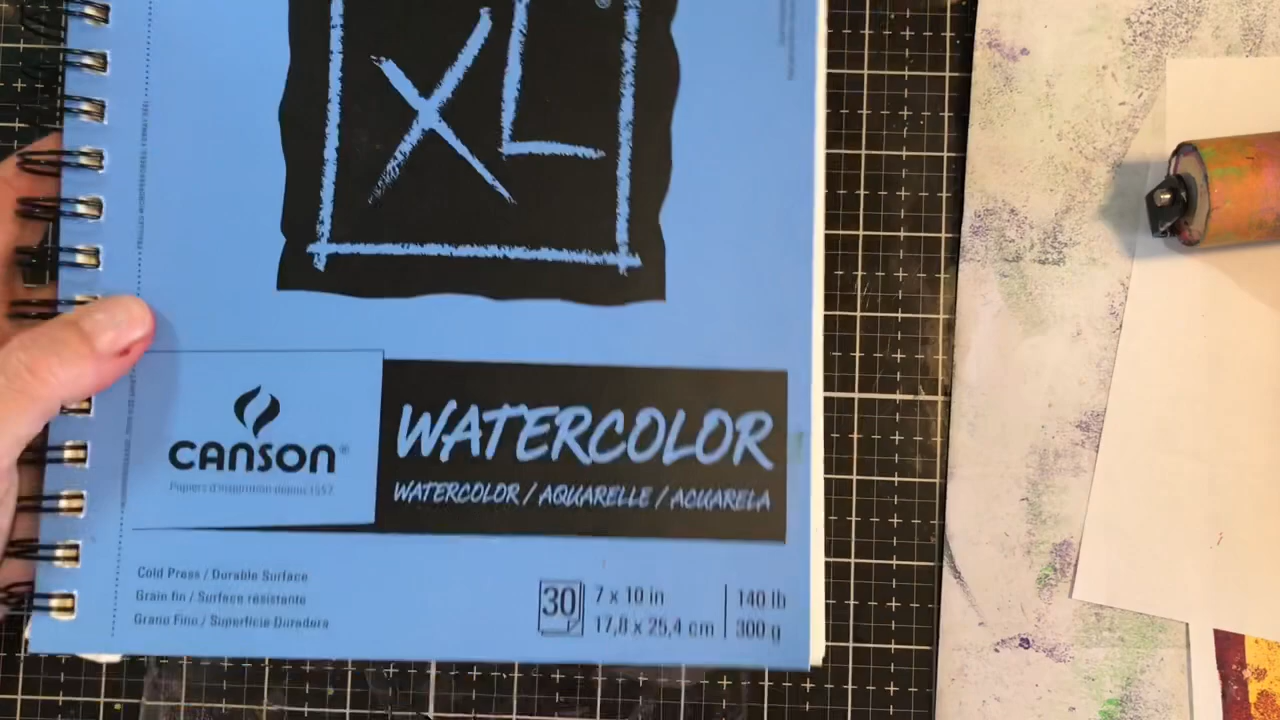 XL
®
WATERCOLOR
CANSON®
Papiers d'inspiration depuis 1557
WATERCOLOR / AQUARELLE / ACUARELA
Cold Press / Durable Surface
Grain fin / Surface résistante
Grano Fino / Superficie Duradera
30
7 x 10 in
140 lb
17,8 x 25,4 cm
300 g